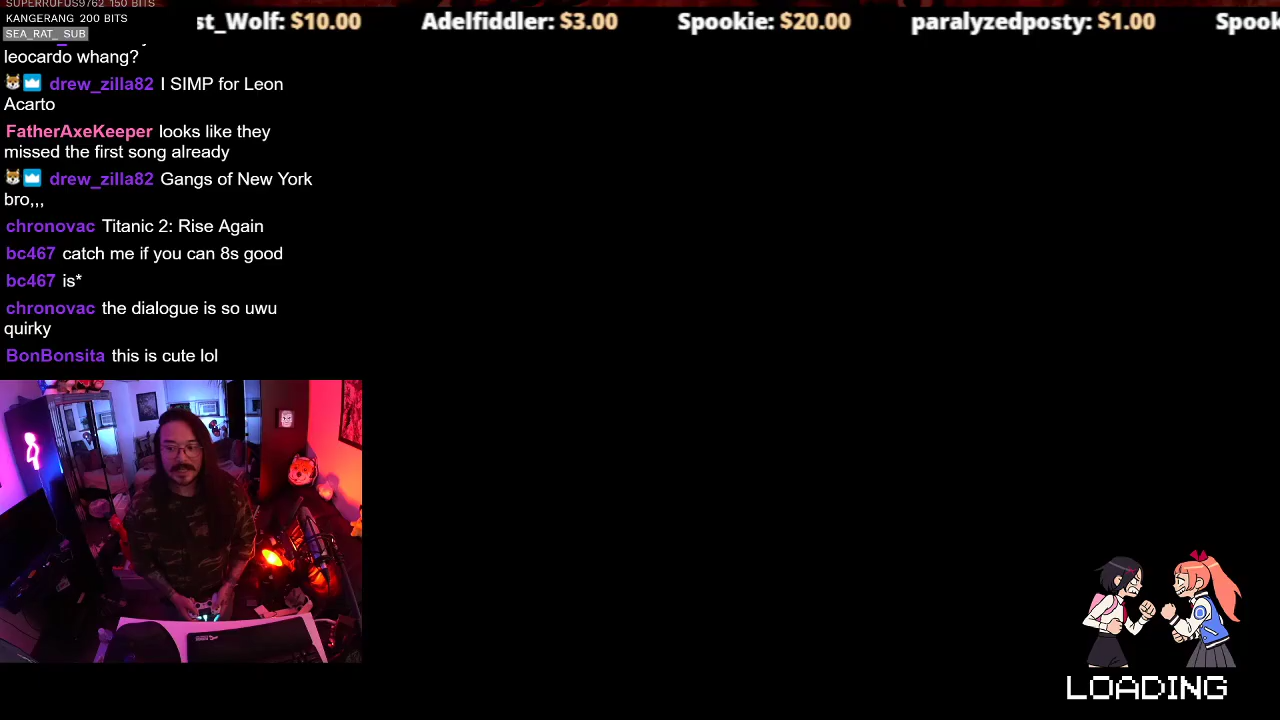 SUPERRUFUS9762 150 BITS
KANGERANG 200 BITS
SEA_RAT_ SUB
st_Wolf: $10.00 Adelfiddler: $3.00 Spookie: $20.00 paralyzedposty: $1.00 Spook
leocardo whang?
drew_zilla82 I SIMP for Leon
Acarto
FatherAxeKeeper looks like they
missed the first song already
drew_zilla82 Gangs of New York
bro,,,
chronovac Titanic 2: Rise Again
bc467 catch me if you can 8s good
bc467 is*
chronovac the dialogue is so uwu
quirky
BonBonsita this is cute lol
LOADING